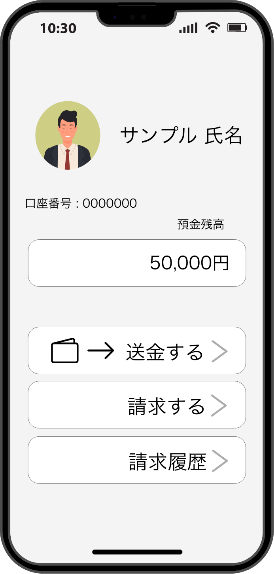 10:30
サンプル 氏名
口座番号 : 0000000
預金残高
50,000円
送金する
請求する
請求履歴